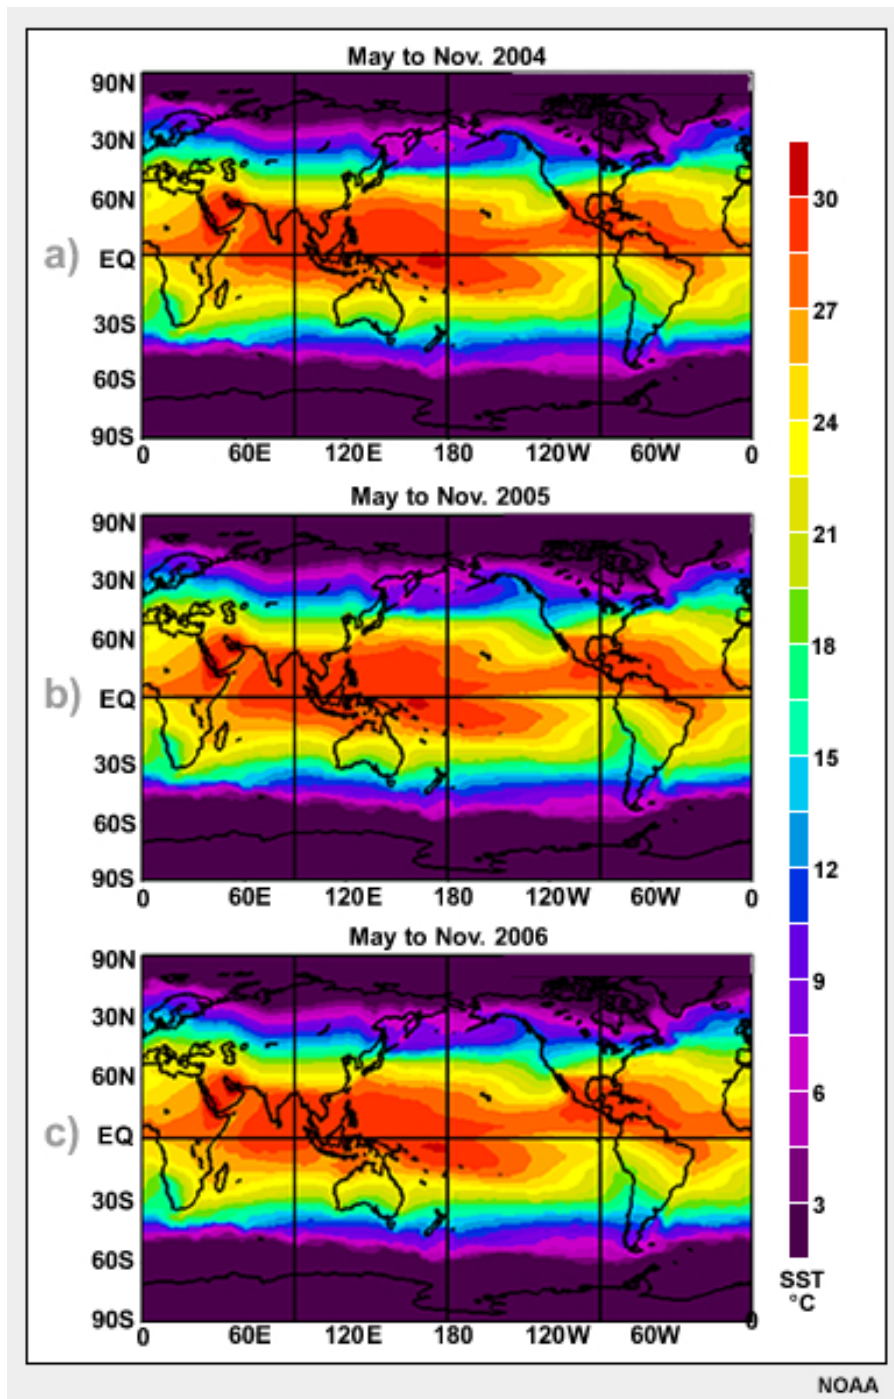 May to Nov. 2004
90N
30N
60N
a) EQ
30S
60S
90S
0 60E 120E 180 120W 60W 0
May to Nov. 2005
90N
30N
60N
b) EQ
30S
60S
90S
0 60E 120E 180 120W 60W 0
May to Nov. 2006
90N
30N
60N
c) EQ
30S
60S
90S
0 60E 120E 180 120W 60W 0
30
27
24
21
18
15
12
9
6
3
SST
°C
NOAA